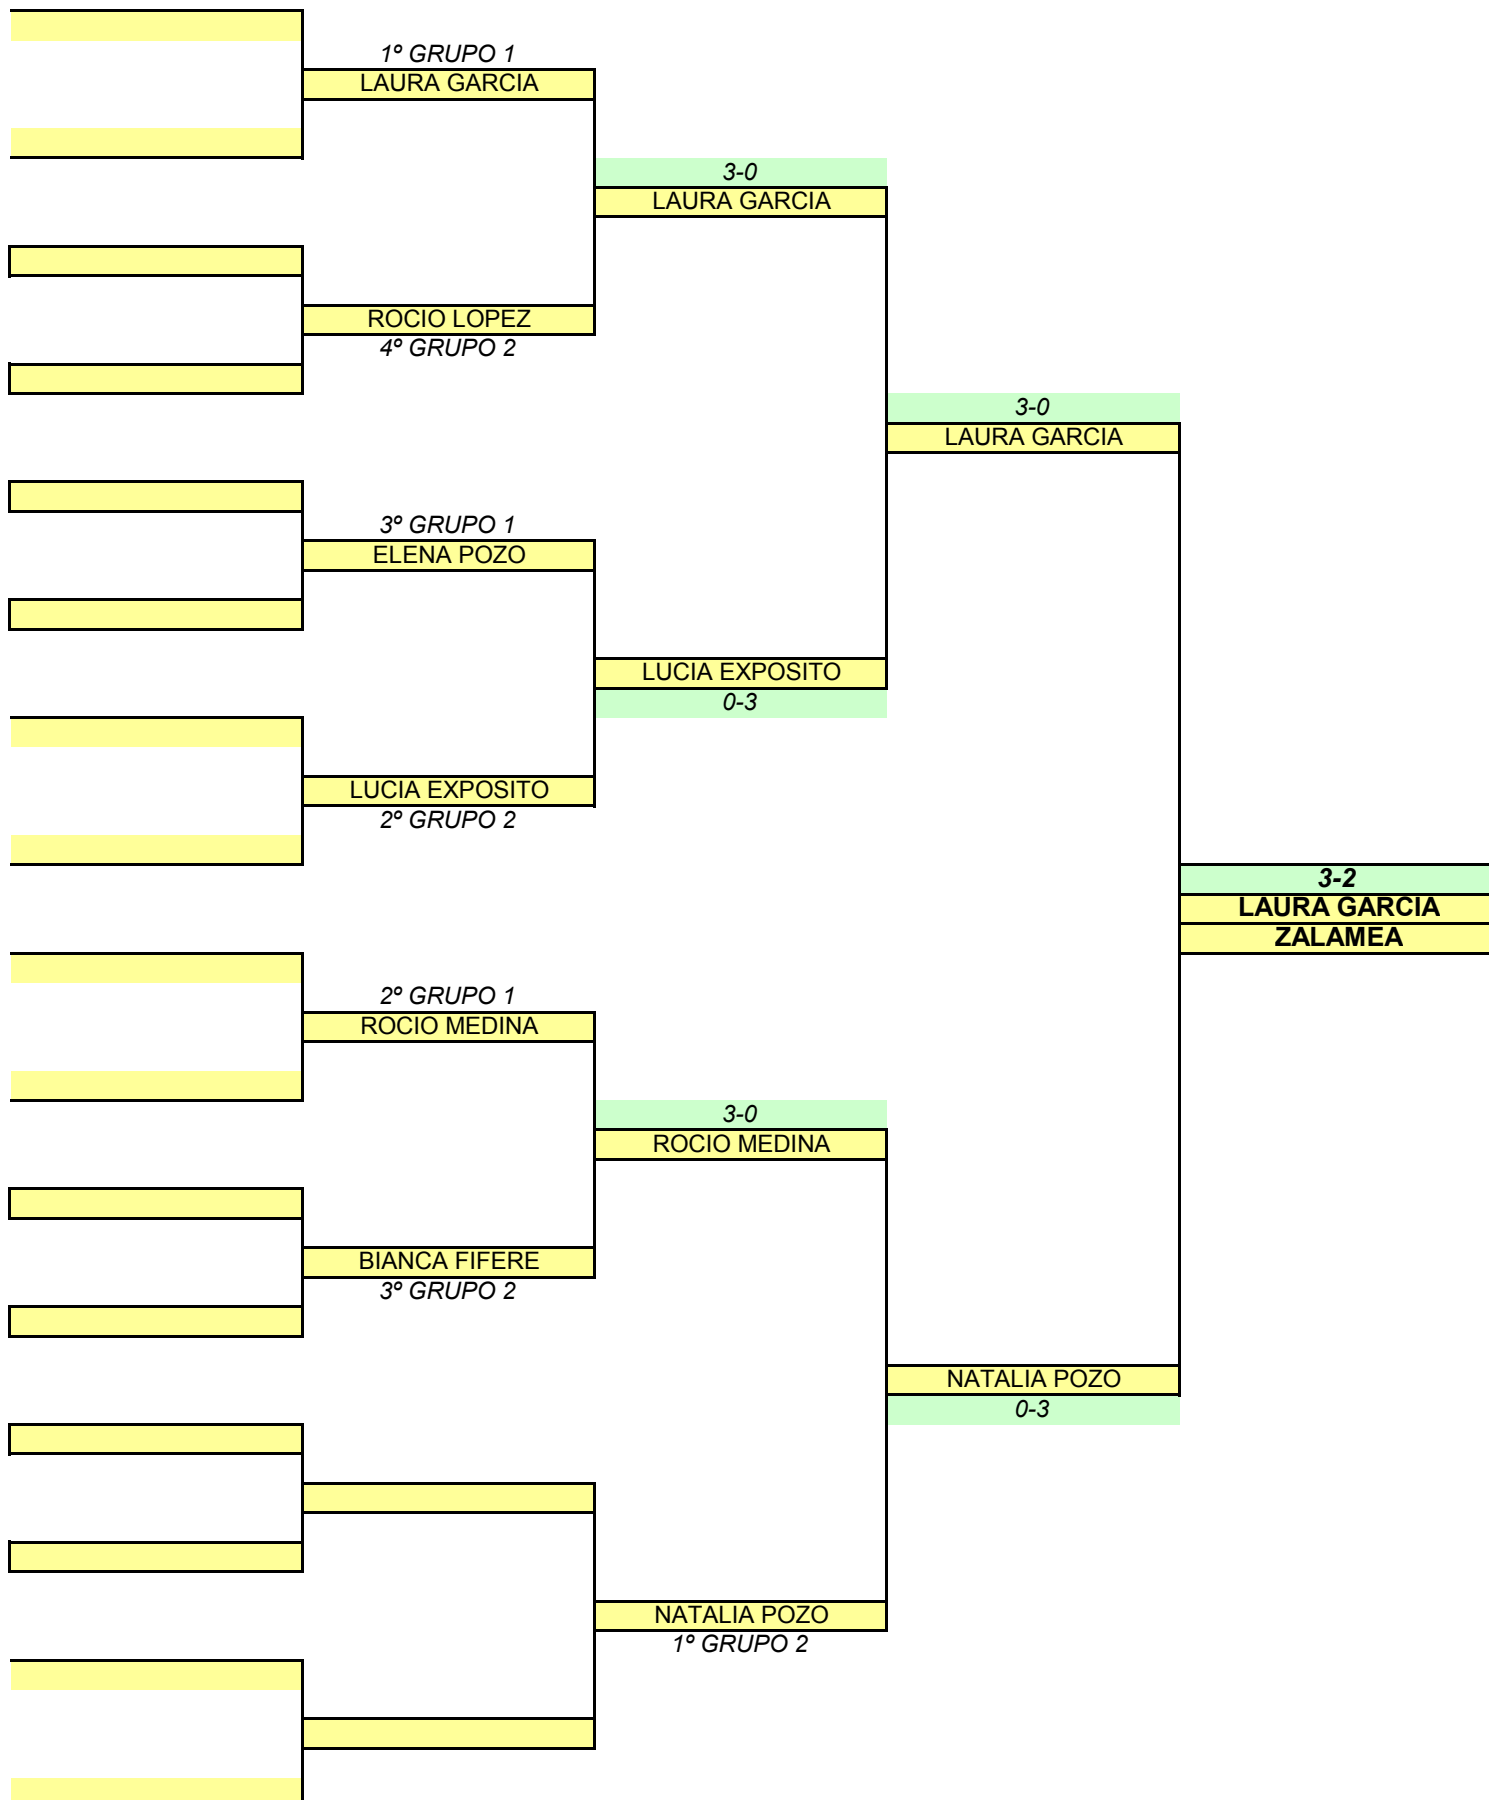 1º GRUPO 1
LAURA GARCIA
3-0
LAURA GARCIA
ROCIO LOPEZ
4º GRUPO 2
3-0
LAURA GARCIA
3º GRUPO 1
ELENA POZO
LUCIA EXPOSITO
0-3
LUCIA EXPOSITO
2º GRUPO 2
3-2
LAURA GARCIA
ZALAMEA
2º GRUPO 1
ROCIO MEDINA
3-0
ROCIO MEDINA
BIANCA FIFERE
3º GRUPO 2
NATALIA POZO
0-3
NATALIA POZO
1º GRUPO 2